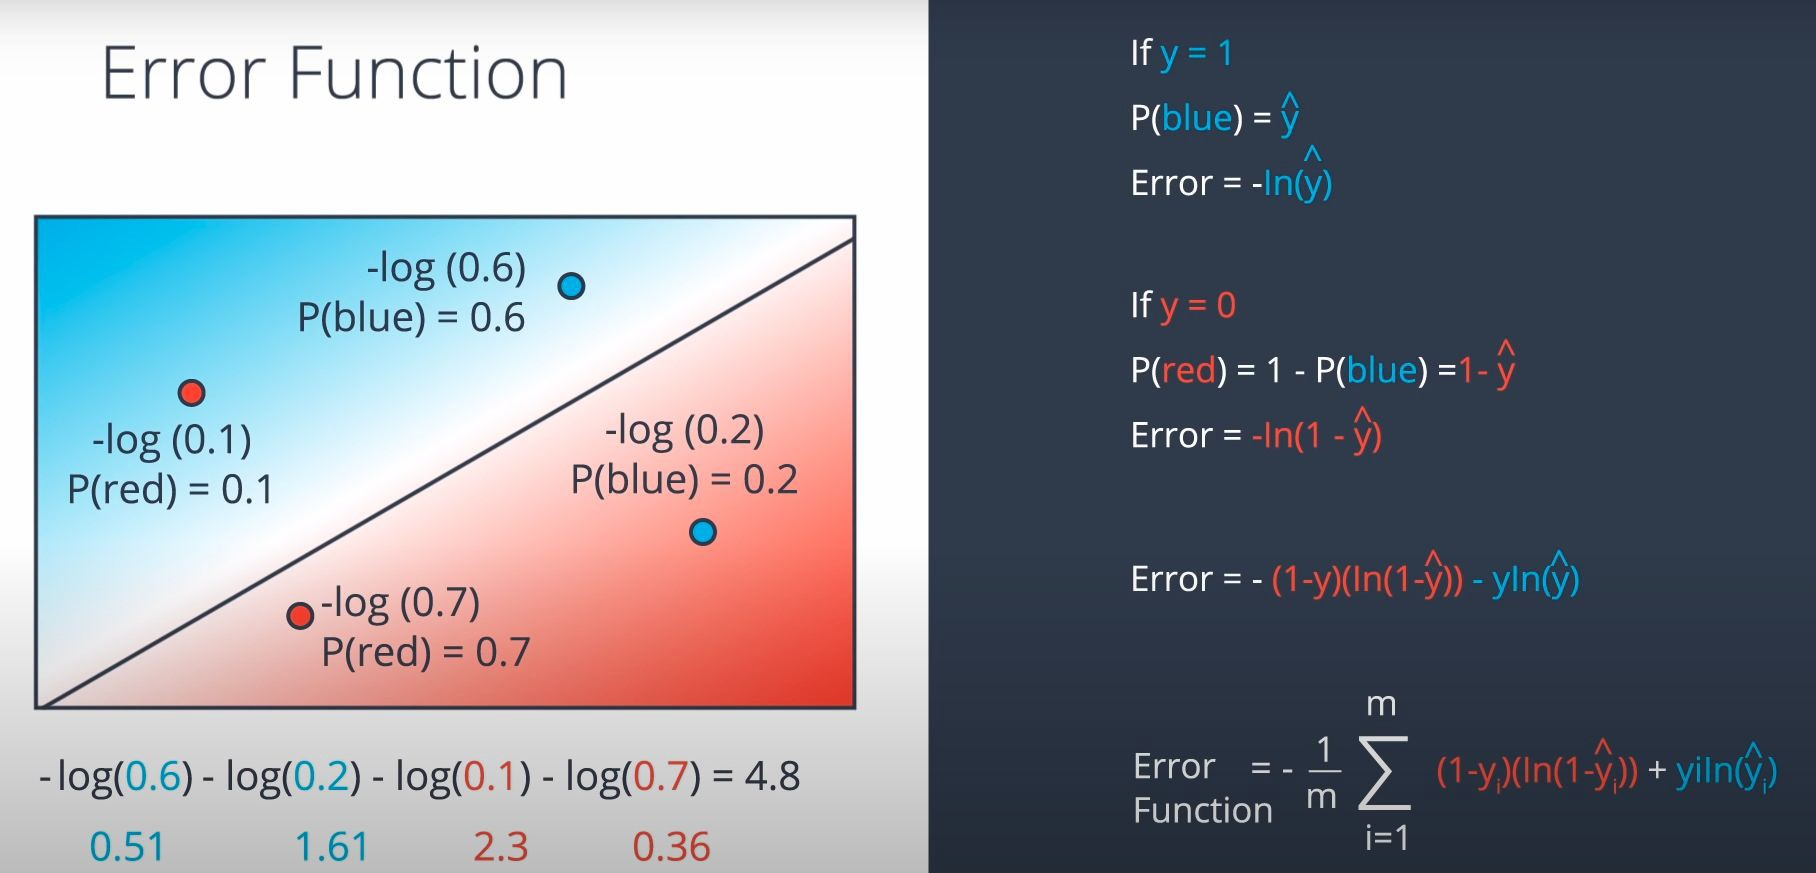 Error Function
-log (0.6)
P(blue) = 0.6
-log (0.1)
P(red) = 0.1
-log (0.2)
P(blue) = 0.2
-log (0.7)
P(red) = 0.7
-log(0.6) - log(0.2) - log(0.1) - log(0.7) = 4.8
0.51 1.61 2.3 0.36
If y = 1
P(blue) = ŷ
Error = -ln(ŷ)
If y = 0
P(red) = 1 - P(blue) =1- ŷ
Error = -ln(1 - ŷ)
Error = - (1-y)(ln(1-ŷ)) - yln(ŷ)
Error Function = - 1/m ∑ i=1 m (1-yᵢ)(ln(1-ŷᵢ)) + yiln(ŷᵢ)